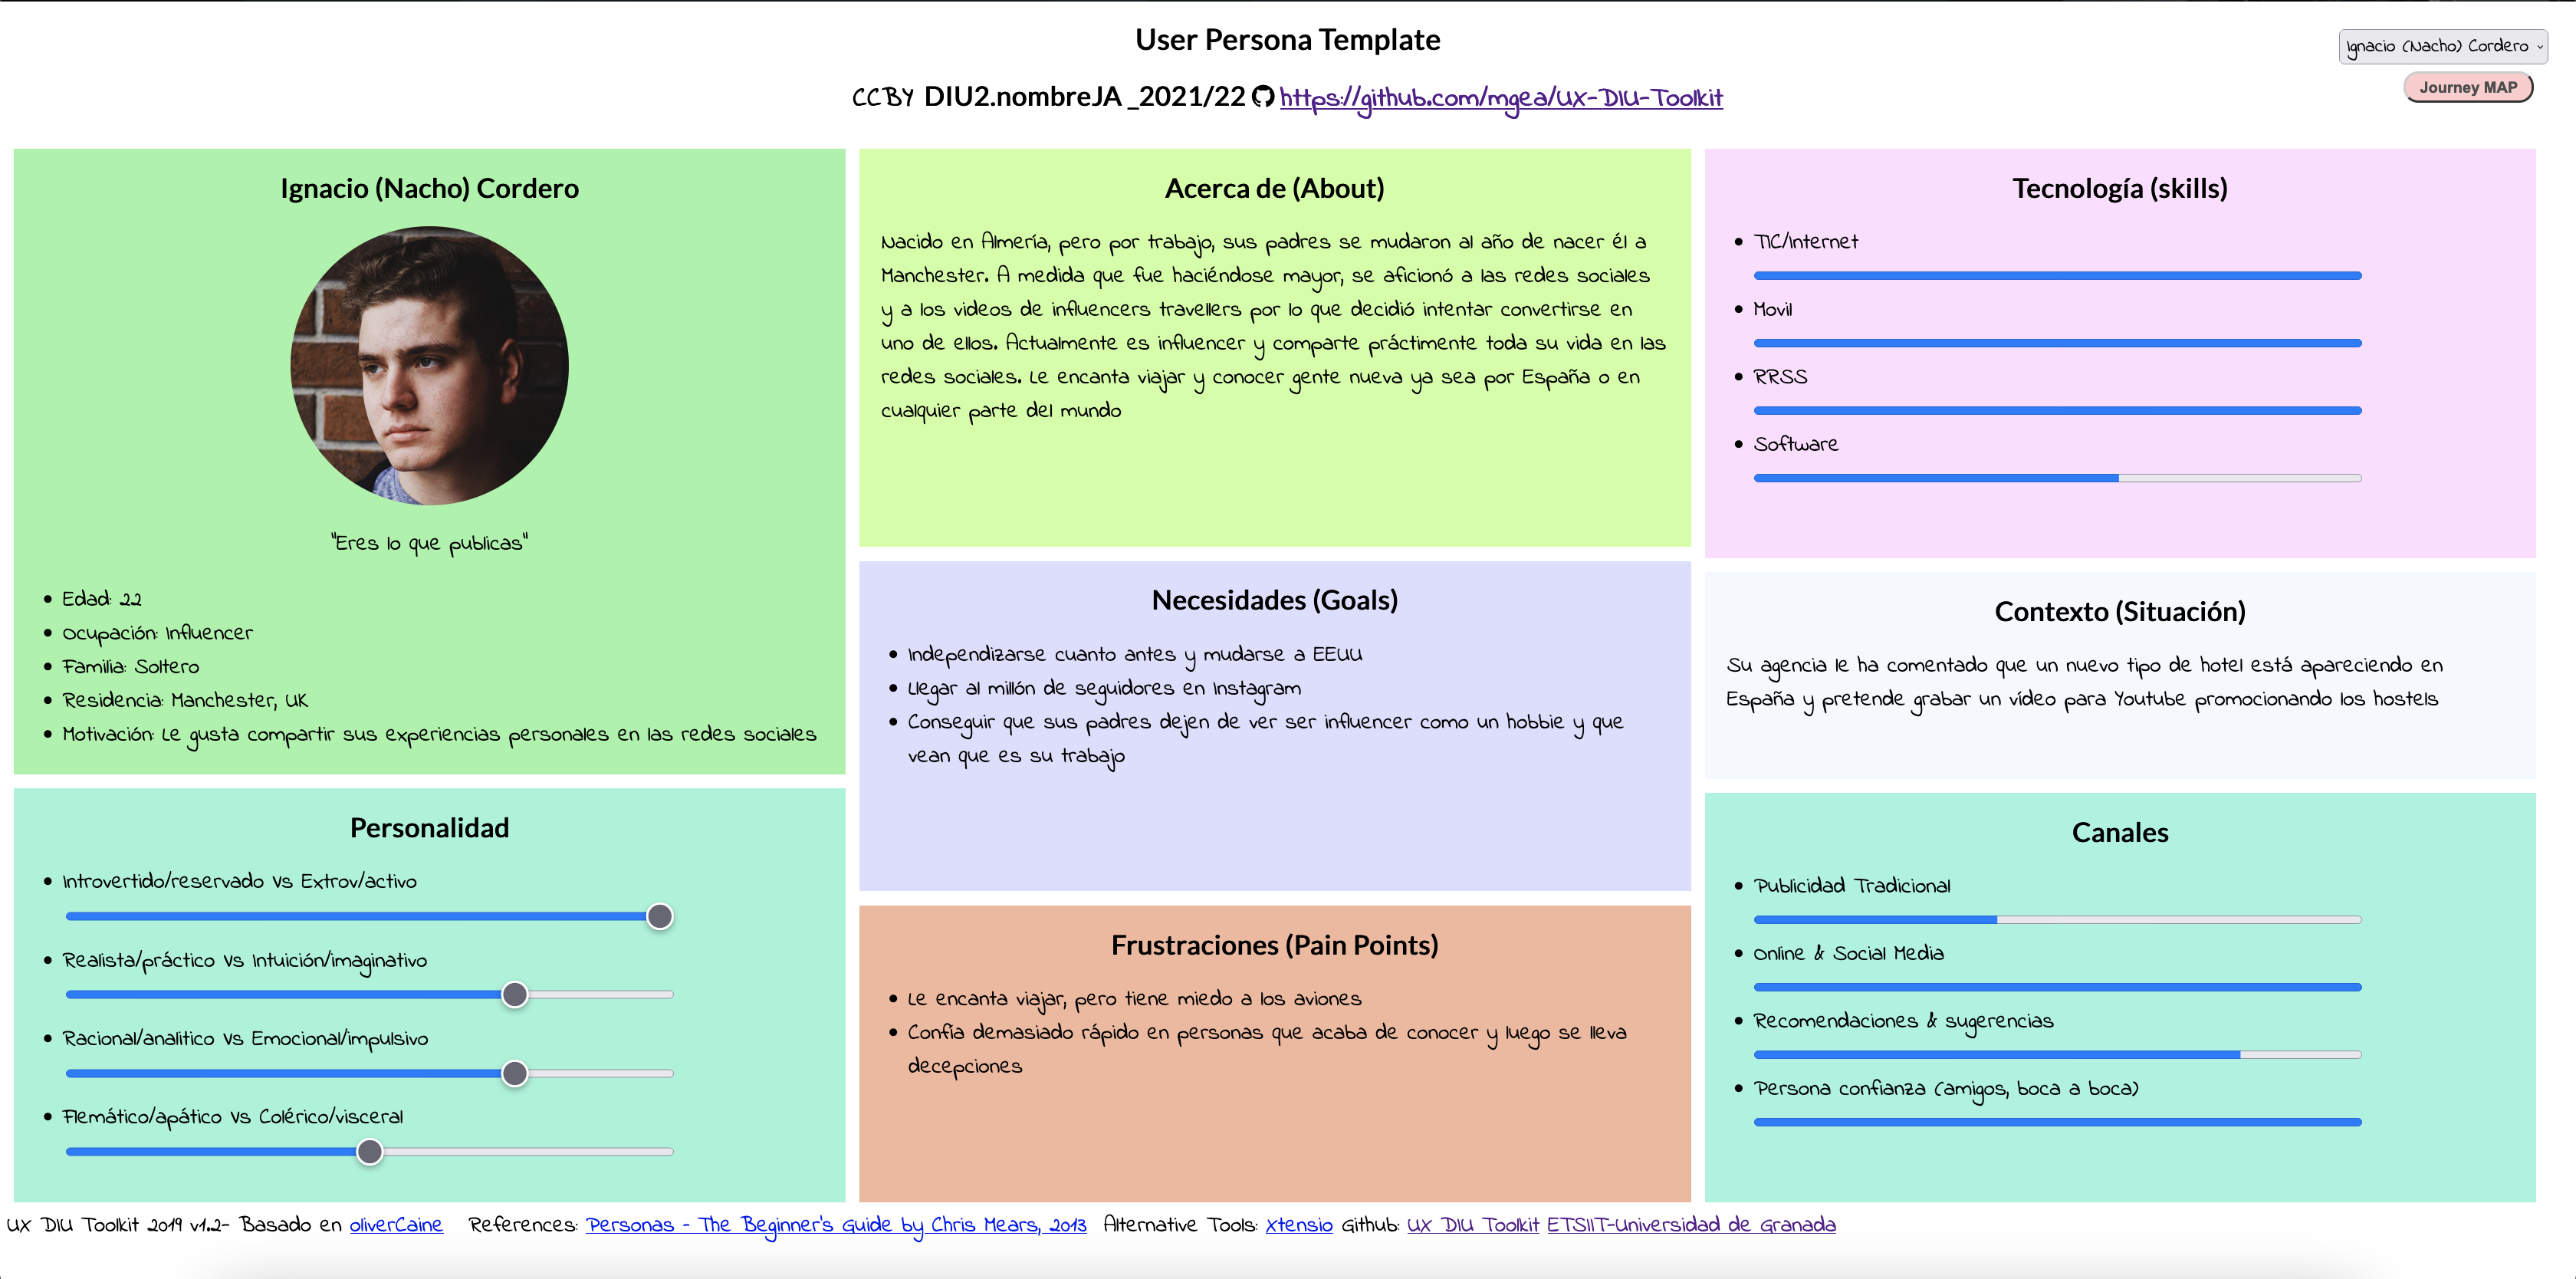 User Persona Template
Ignacio (Nacho) Cordero
CCBY DIU2.nombreJA _2021/22 https://github.com/mgea/UX-DIU-Toolkit
Journey MAP
Ignacio (Nacho) Cordero
"Eres lo que publicas"
Edad: 22
Ocupación: Influencer
Familia: Soltero
Residencia: Manchester, UK
Motivación: Le gusta compartir sus experiencias personales en las redes sociales
Personalidad
Introvertido/reservado Vs Extrov/activo
Realista/práctico Vs Intuición/imaginativo
Racional/analitico Vs Emocional/impulsivo
Flemático/apático Vs Colérico/visceral
Acerca de (About)
Nacido en Almería, pero por trabajo, sus padres se mudaron al año de nacer él a
Manchester. A medida que fue haciéndose mayor, se aficionó a las redes sociales
y a los videos de influencers travellers por lo que decidió intentar convertirse en
uno de ellos. Actualmente es influencer y comparte práctimente toda su vida en las
redes sociales. Le encanta viajar y conocer gente nueva ya sea por España o en
cualquier parte del mundo
Necesidades (Goals)
Independizarse cuanto antes y mudarse a EEUU
Llegar al millón de seguidores en Instagram
Conseguir que sus padres dejen de ver ser influencer como un hobbie y que
vean que es su trabajo
Frustraciones (Pain Points)
Le encanta viajar, pero tiene miedo a los aviones
Confía demasiado rápido en personas que acaba de conocer y luego se lleva
decepciones
Tecnología (skills)
TIC/Internet
Movil
RRSS
Software
Contexto (Situación)
Su agencia le ha comentado que un nuevo tipo de hotel está apareciendo en
España y pretende grabar un vídeo para Youtube promocionando los hostels
Canales
Publicidad Tradicional
Online & Social Media
Recomendaciones & sugerencias
Persona confianza (amigos, boca a boca)
UX DIU Toolkit 2019 v1.2- Basado en oliverCaine References: Personas - The Beginner's Guide by Chris Mears, 2013 Alternative Tools: Xtensio Github: UX DIU Toolkit ETSIIT-Universidad de Granada